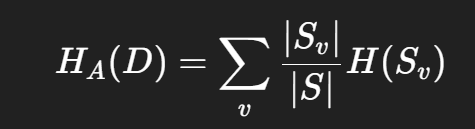 H_A(D) = \sum_v \frac{|S_v|}{|S|} H(S_v)